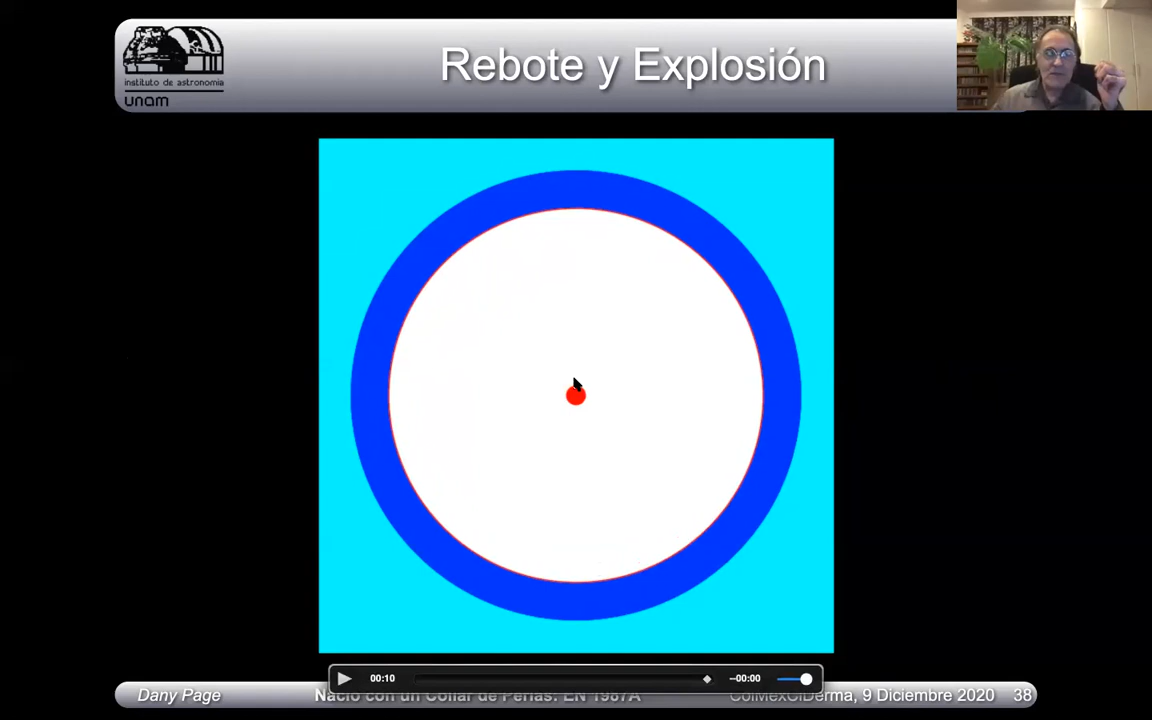 instituto de astronomía
unam
Rebote y Explosión
00:10
--00:00
Dany Page
Nació con un Collar de Perlas: EN 1987A
ColMexCiDerma, 9 Diciembre 2020
38